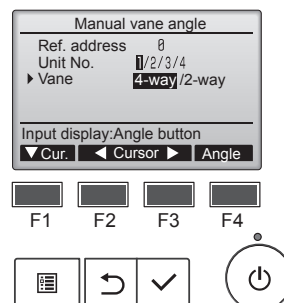 Manual vane angle
Ref. address 0
Unit No. 1/2/3/4
Vane 4-way/2-way
Input display:Angle button
▼Cur. ◀ Cursor ▶ Angle
F1 F2 F3 F4